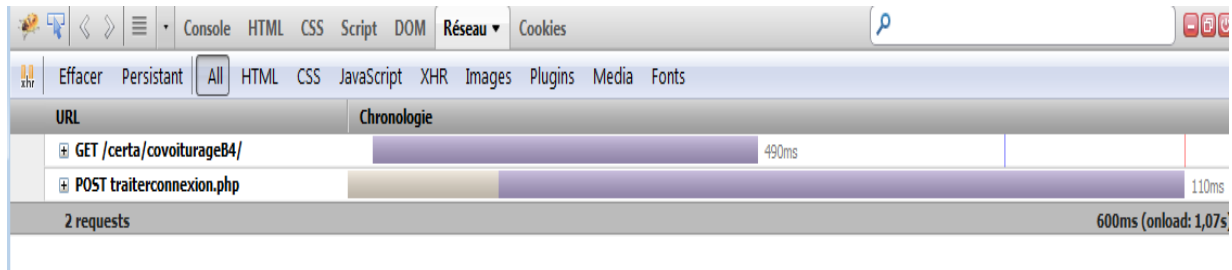 Console HTML CSS Script DOM Réseau Cookies
xhr Effacer Persistant All HTML CSS JavaScript XHR Images Plugins Media Fonts
URL Chronologie
GET /certa/covoiturageB4/ 490ms
POST traiterconnexion.php 110ms
2 requests 600ms (onload: 1,07s)